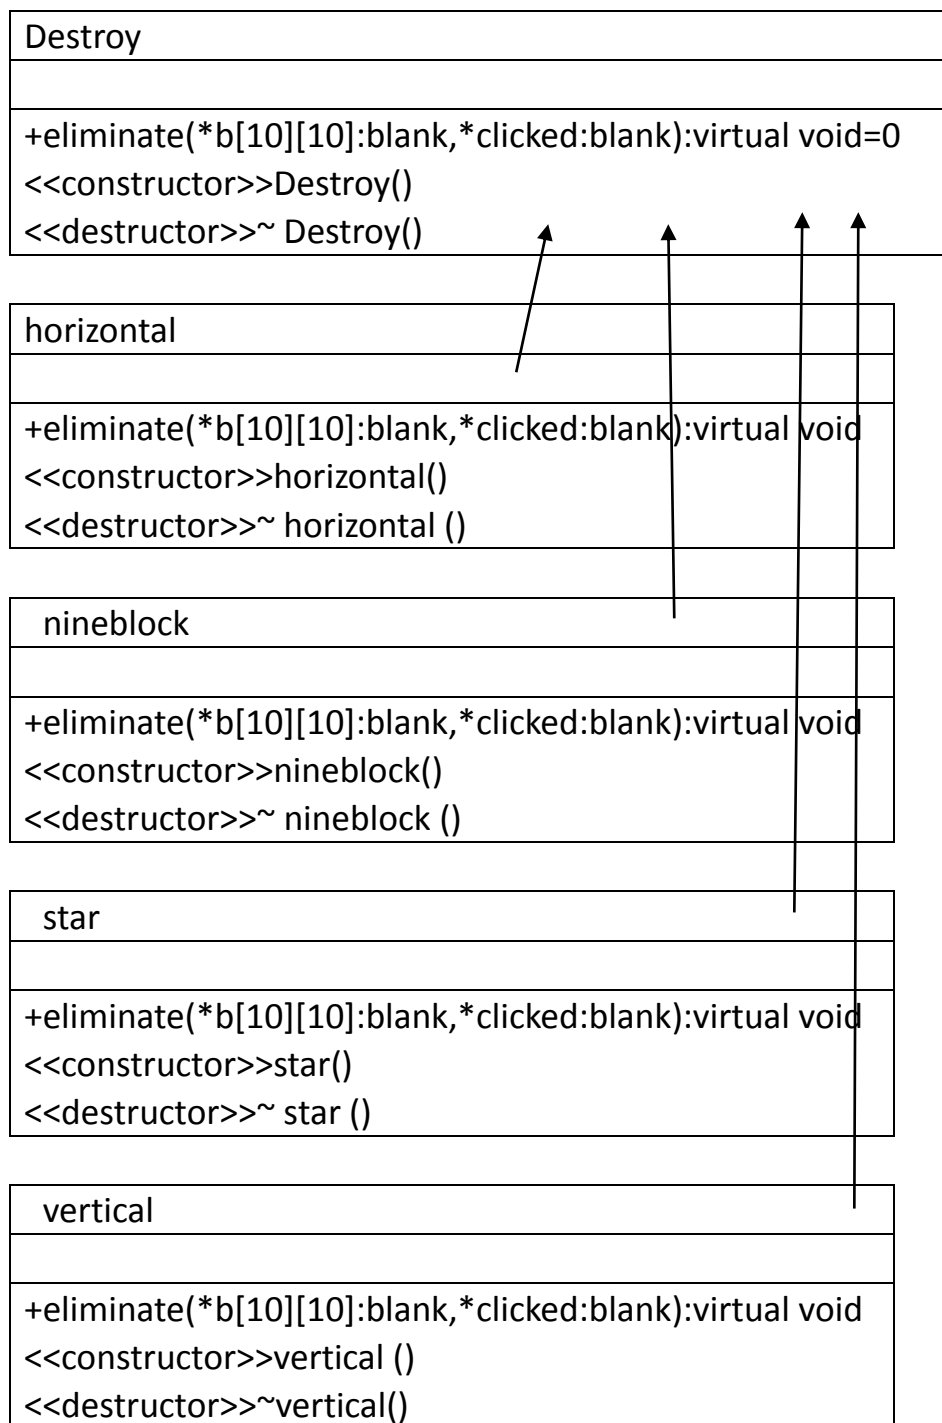 Destroy
+eliminate(*b[10][10]:blank,*clicked:blank):virtual void=0
<<constructor>>Destroy()
<<destructor>>~ Destroy()
horizontal
+eliminate(*b[10][10]:blank,*clicked:blank):virtual void
<<constructor>>horizontal()
<<destructor>>~ horizontal ()
nineblock
+eliminate(*b[10][10]:blank,*clicked:blank):virtual void
<<constructor>>nineblock()
<<destructor>>~ nineblock ()
star
+eliminate(*b[10][10]:blank,*clicked:blank):virtual void
<<constructor>>star()
<<destructor>>~ star ()
vertical
+eliminate(*b[10][10]:blank,*clicked:blank):virtual void
<<constructor>>vertical ()
<<destructor>>~vertical()